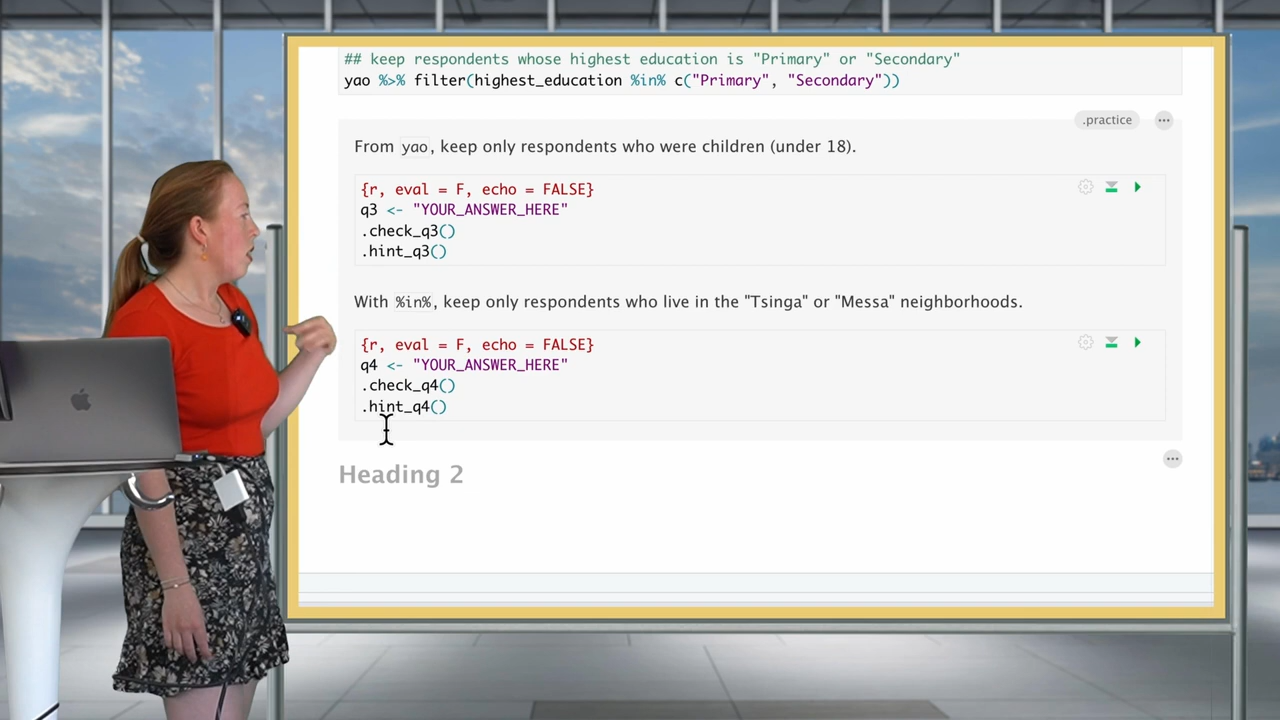 ## keep respondents whose highest education is "Primary" or "Secondary"
yao %>% filter(highest_education %in% c("Primary", "Secondary"))
.practice
From yao, keep only respondents who were children (under 18).
{r, eval = F, echo = FALSE}
q3 <- "YOUR_ANSWER_HERE"
.check_q3()
.hint_q3()
With %in%, keep only respondents who live in the "Tsinga" or "Messa" neighborhoods.
{r, eval = F, echo = FALSE}
q4 <- "YOUR_ANSWER_HERE"
.check_q4()
.hint_q4()
Heading 2